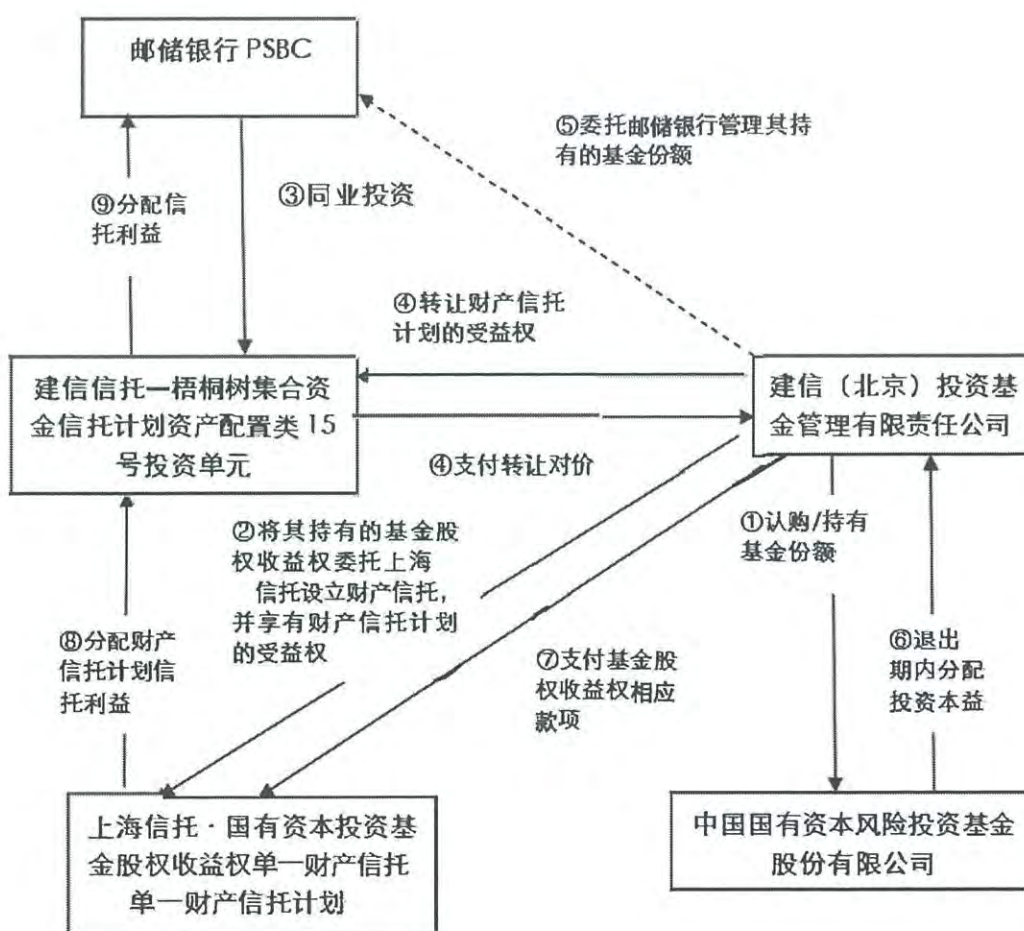 邮储银行 PSBC
⑤委托邮储银行管理其持
有的基金份额
③同业投资
⑨分配信
托利益
④转让财产信托
计划的受益权
建信信托—梧桐树集合资
金信托计划资产配置类 15
号投资单元
建信（北京）投资基
金管理有限责任公司
④支付转让对价
②将其持有的基金股
权收益权委托上海
信托设立财产信托，
并享有财产信托计划
的受益权
①认购/持有
基金份额
⑧分配财产
信托计划信
托利益
⑦支付基金股
权收益权相应
款项
⑥退出
期内分配
投资本益
上海信托·国有资本投资基
金股权收益权单一财产信托
单一财产信托计划
中国国有资本风险投资基金
股份有限公司